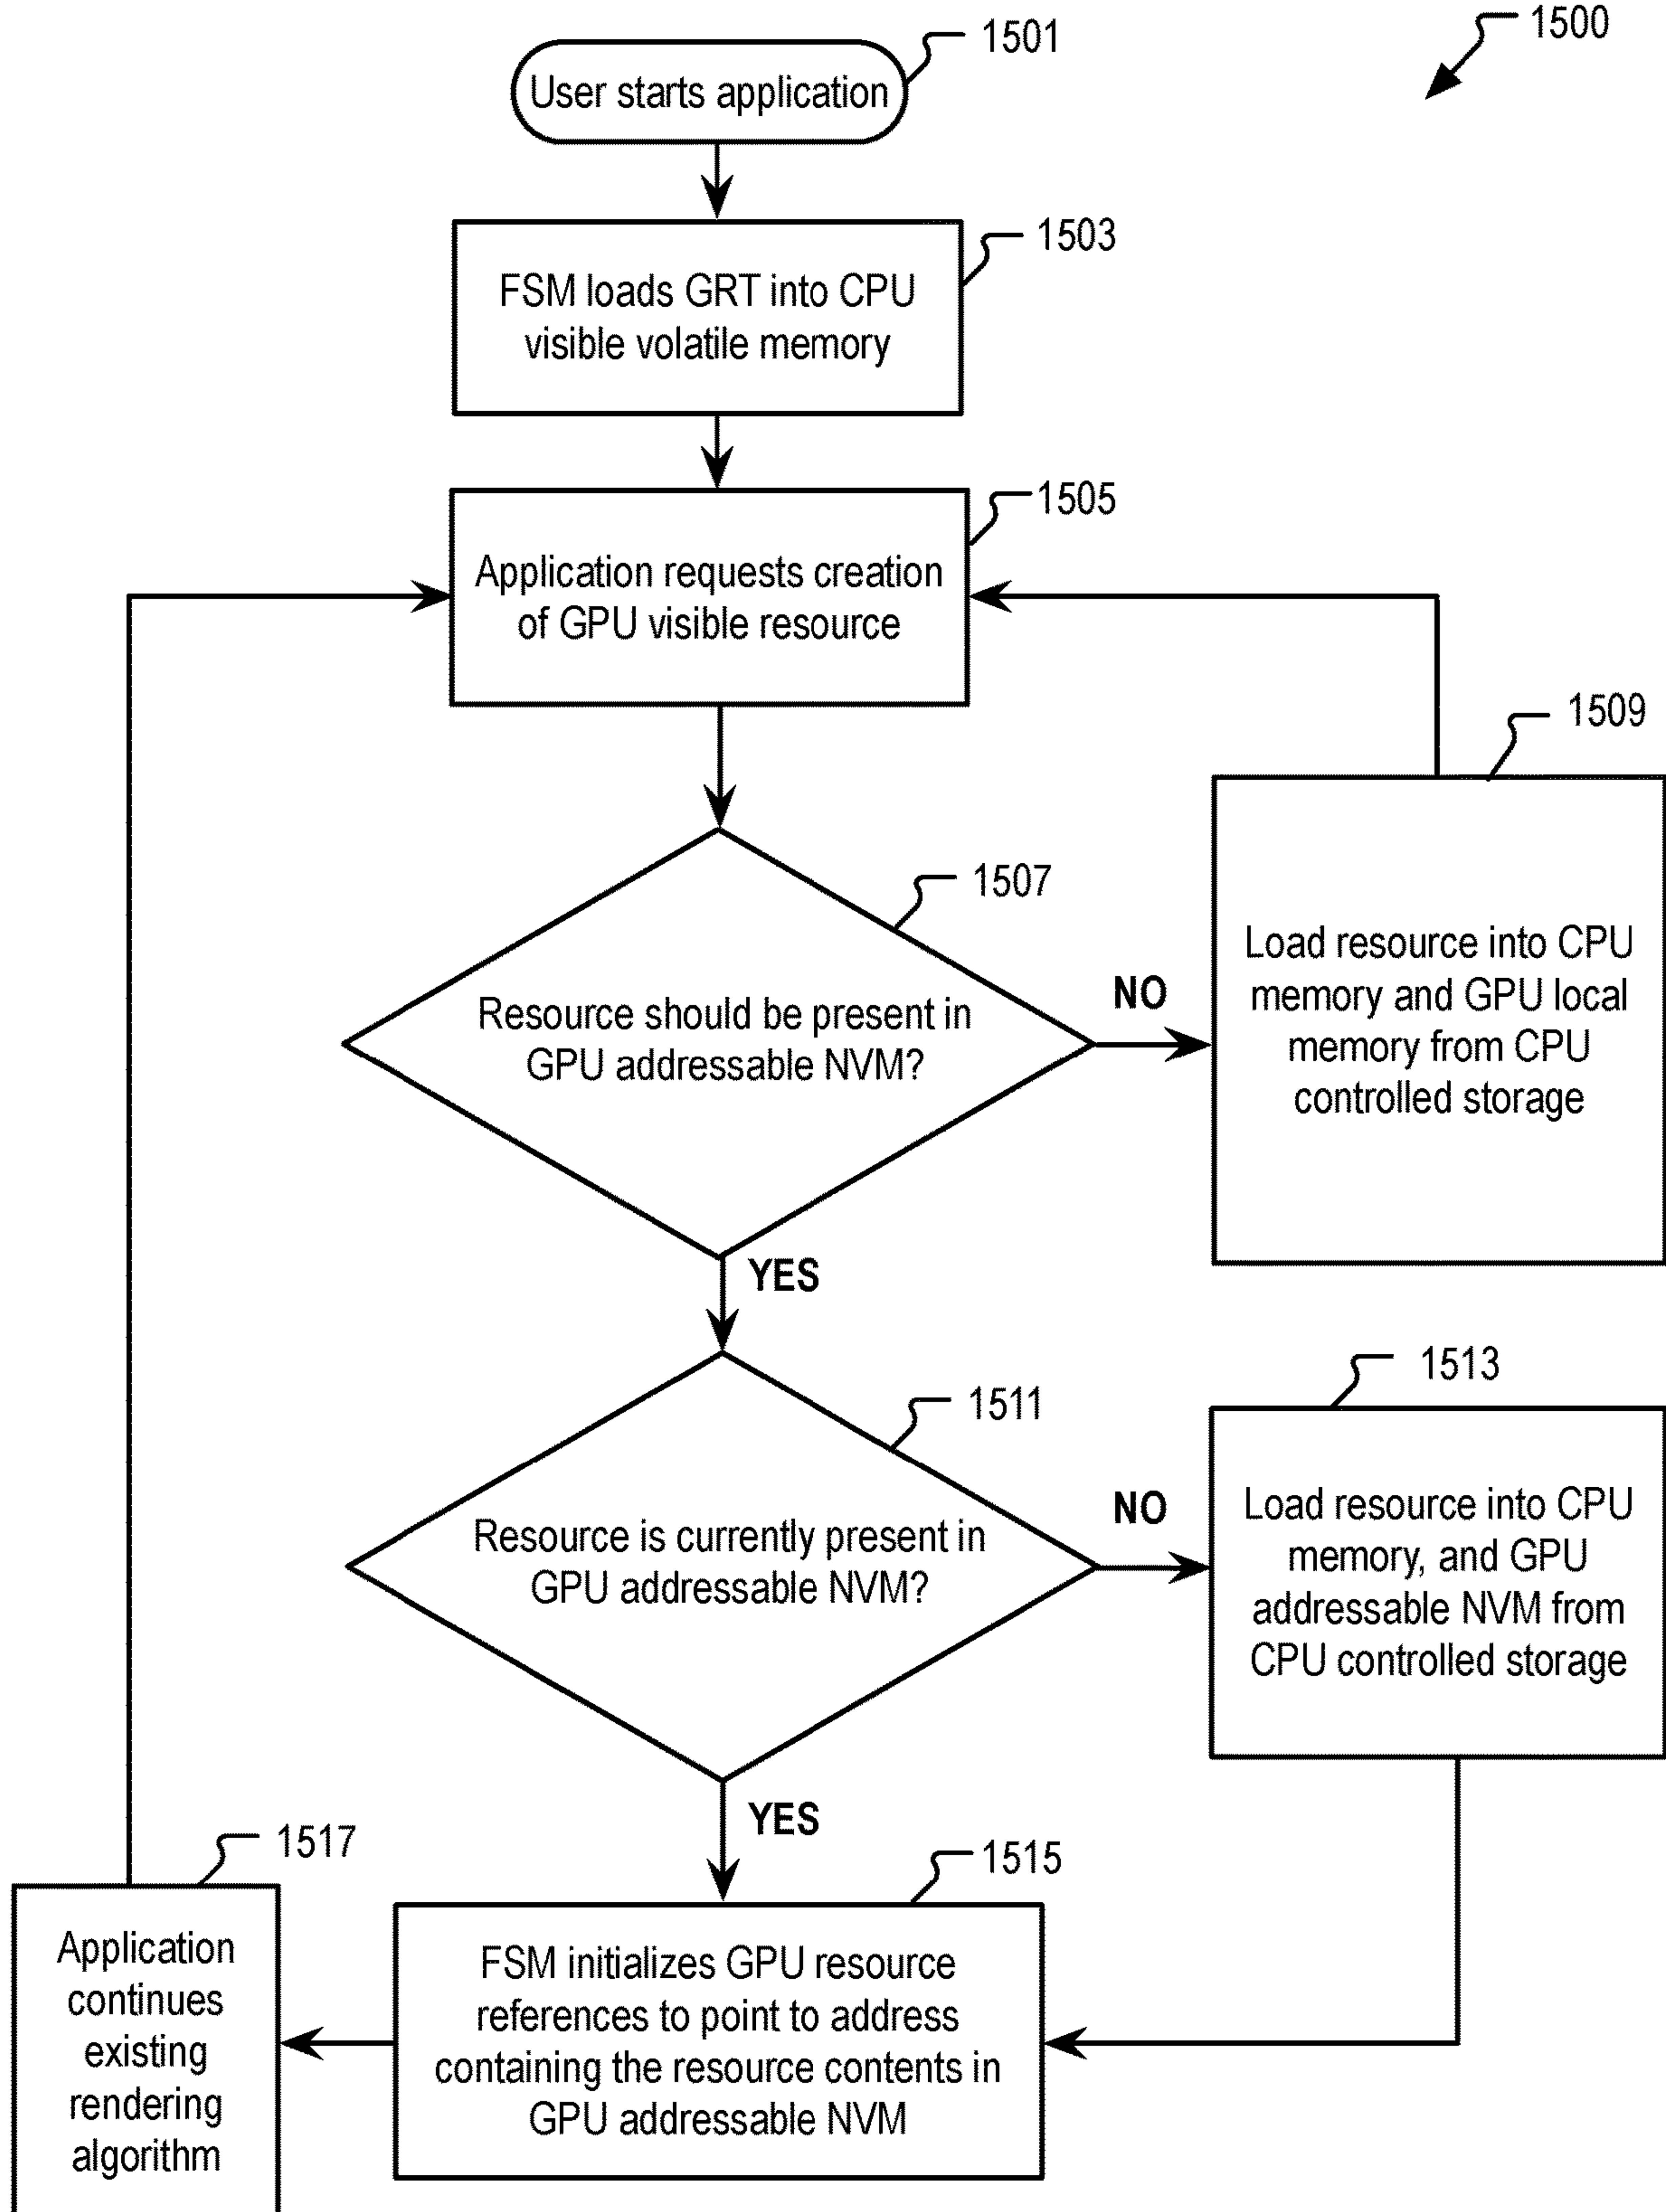 1500
1501
User starts application
1503
FSM loads GRT into CPU
visible volatile memory
1505
Application requests creation
of GPU visible resource
1507
Resource should be present in
GPU addressable NVM?
NO
1509
Load resource into CPU
memory and GPU local
memory from CPU
controlled storage
YES
1511
Resource is currently present in
GPU addressable NVM?
NO
1513
Load resource into CPU
memory, and GPU
addressable NVM from
CPU controlled storage
YES
1515
FSM initializes GPU resource
references to point to address
containing the resource contents in
GPU addressable NVM
1517
Application
continues
existing
rendering
algorithm